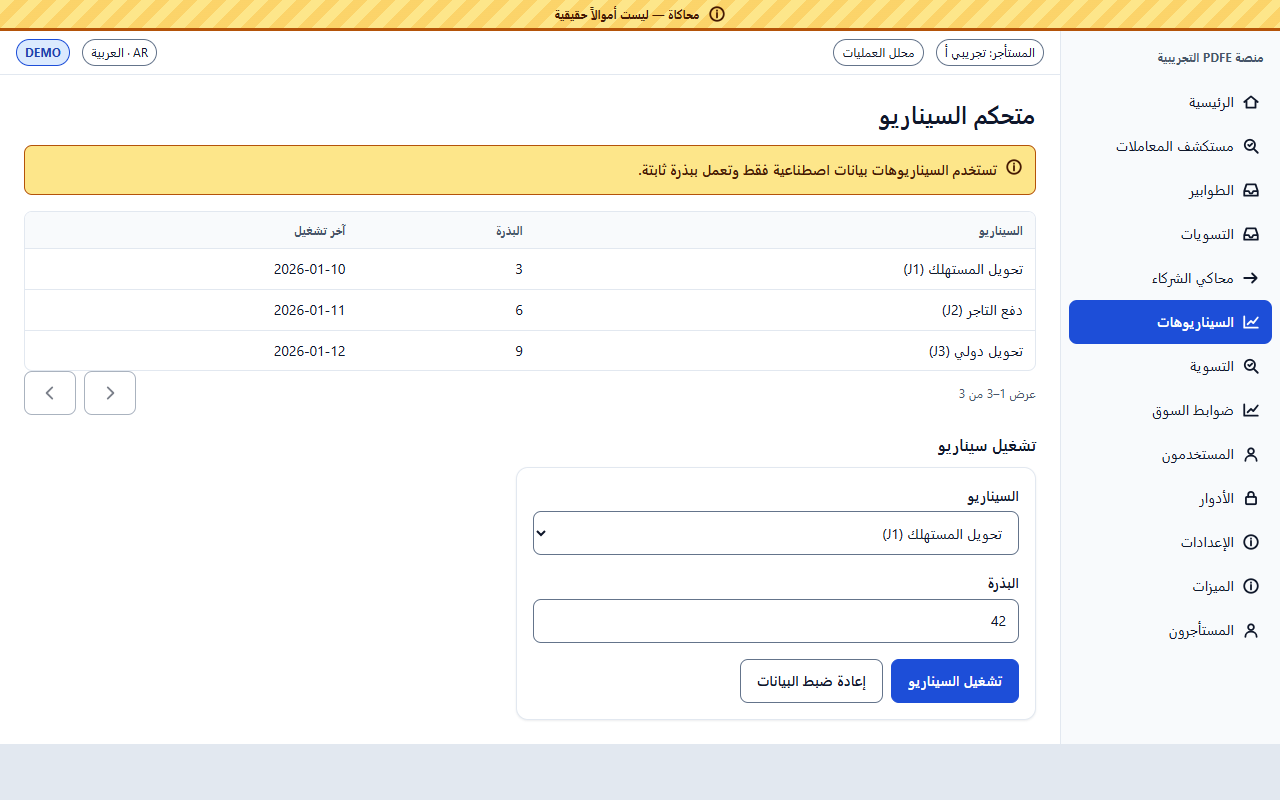 محاكاة — ليست أموالاً حقيقية
منصة PDFE التجريبية
الرئيسية
مستكشف المعاملات
الطوابير
التسويات
محاكي الشركاء
السيناريوهات
التسوية
ضوابط السوق
المستخدمون
الأدوار
الإعدادات
الميزات
المستأجرون
المستأجر: تجريبي أ
محلل العمليات
AR · العربية
DEMO
متحكم السيناريو
تستخدم السيناريوهات بيانات اصطناعية فقط وتعمل ببذرة ثابتة.
السيناريو البذرة آخر تشغيل
تحويل المستهلك (J1) 3 2026-01-10
دفع التاجر (J2) 6 2026-01-11
تحويل دولي (J3) 9 2026-01-12
عرض 1–3 من 3
تشغيل سيناريو
السيناريو
تحويل المستهلك (J1)
البذرة
42
تشغيل السيناريو
إعادة ضبط البيانات